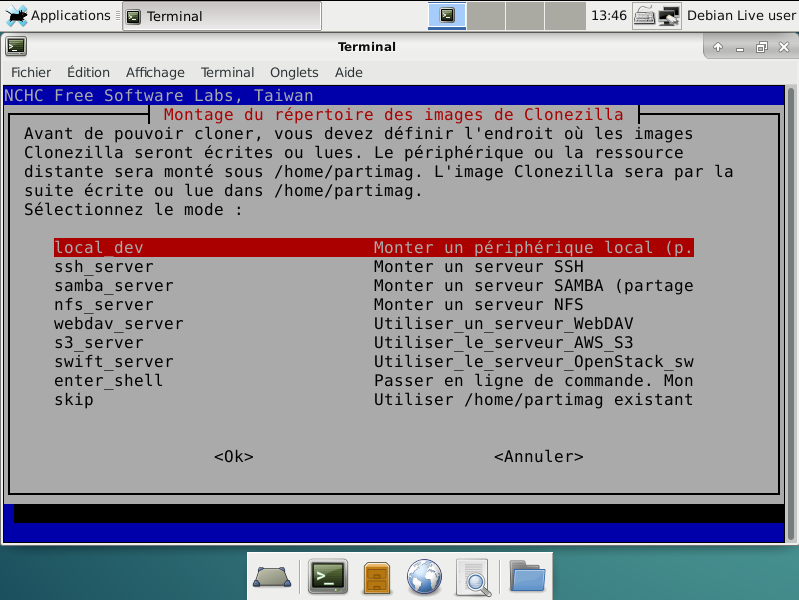 Applications
Terminal
13:46
Debian Live user
Terminal
Fichier Édition Affichage Terminal Onglets Aide
NCHC Free Software Labs, Taiwan
Montage du répertoire des images de Clonezilla
Avant de pouvoir cloner, vous devez définir l'endroit où les images
Clonezilla seront écrites ou lues. Le périphérique ou la ressource
distante sera monté sous /home/partimag. L'image Clonezilla sera par la
suite écrite ou lue dans /home/partimag.
Sélectionnez le mode :
local_dev Monter un périphérique local (p.
ssh_server Monter un serveur SSH
samba_server Monter un serveur SAMBA (partage
nfs_server Monter un serveur NFS
webdav_server Utiliser_un_serveur_WebDAV
s3_server Utiliser_le_serveur_AWS_S3
swift_server Utiliser_le_serveur_OpenStack_sw
enter_shell Passer en ligne de commande. Mon
skip Utiliser /home/partimag existant
<Ok> <Annuler>